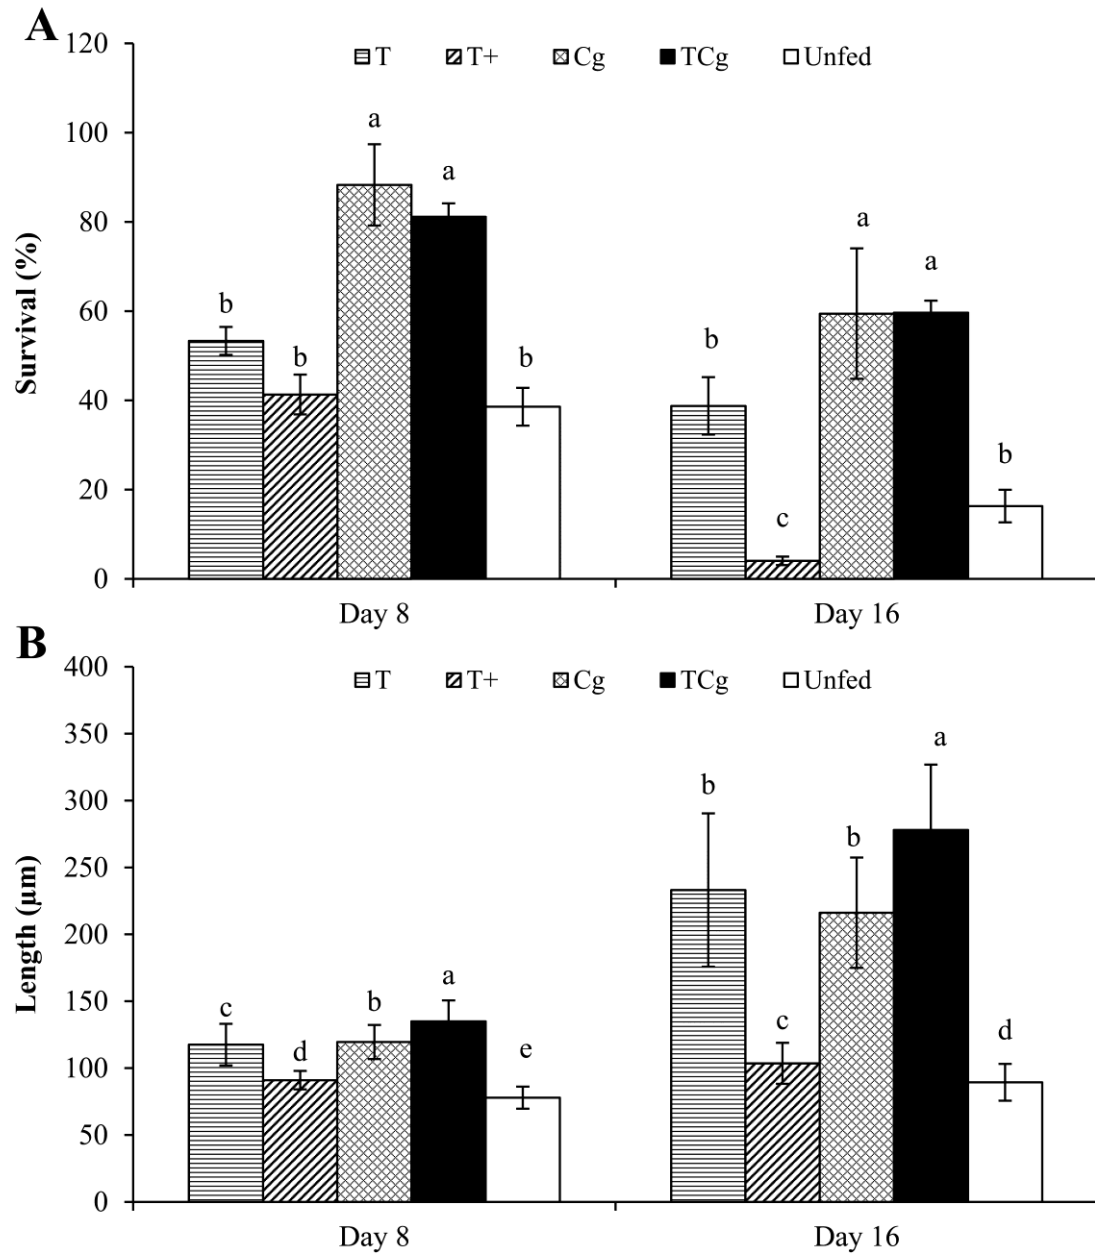 A
120
T T+ Cg TCg Unfed
100
80
60
40
20
0
Survival (%)
b b a a b
b c a a b
Day 8 Day 16
B
400
T T+ Cg TCg Unfed
350
300
250
200
150
100
50
0
Length (µm)
c d b a e
b c b a d
Day 8 Day 16